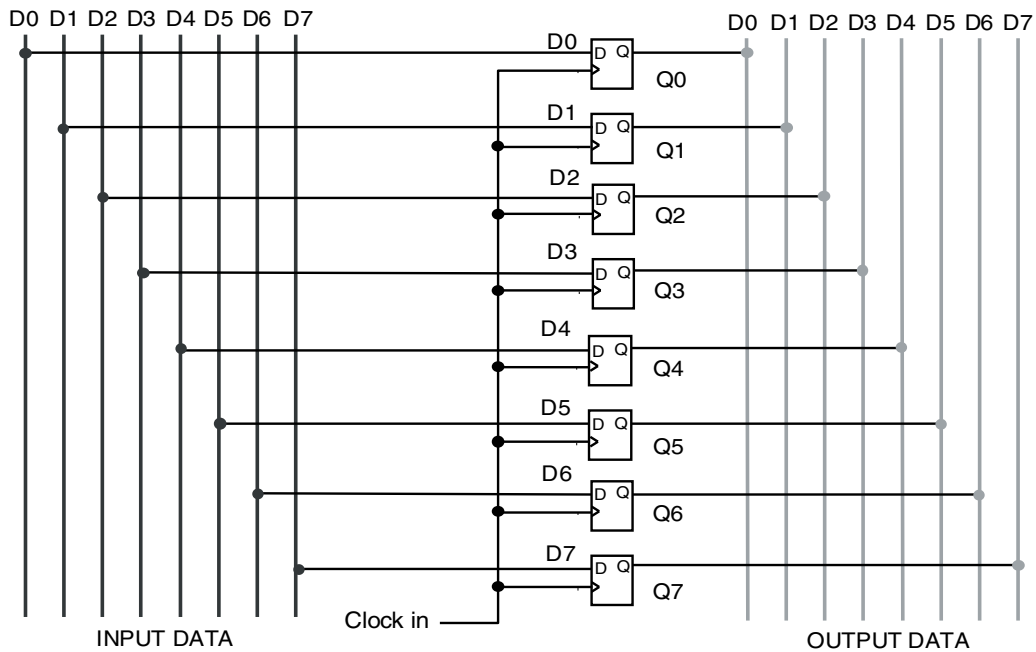 D0 D1 D2 D3 D4 D5 D6 D7
D0 D1 D2 D3 D4 D5 D6 D7
D0
D Q
Q0
D1
D Q
Q1
D2
D Q
Q2
D3
D Q
Q3
D4
D Q
Q4
D5
D Q
Q5
D6
D Q
Q6
D7
D Q
Q7
Clock in
INPUT DATA
OUTPUT DATA